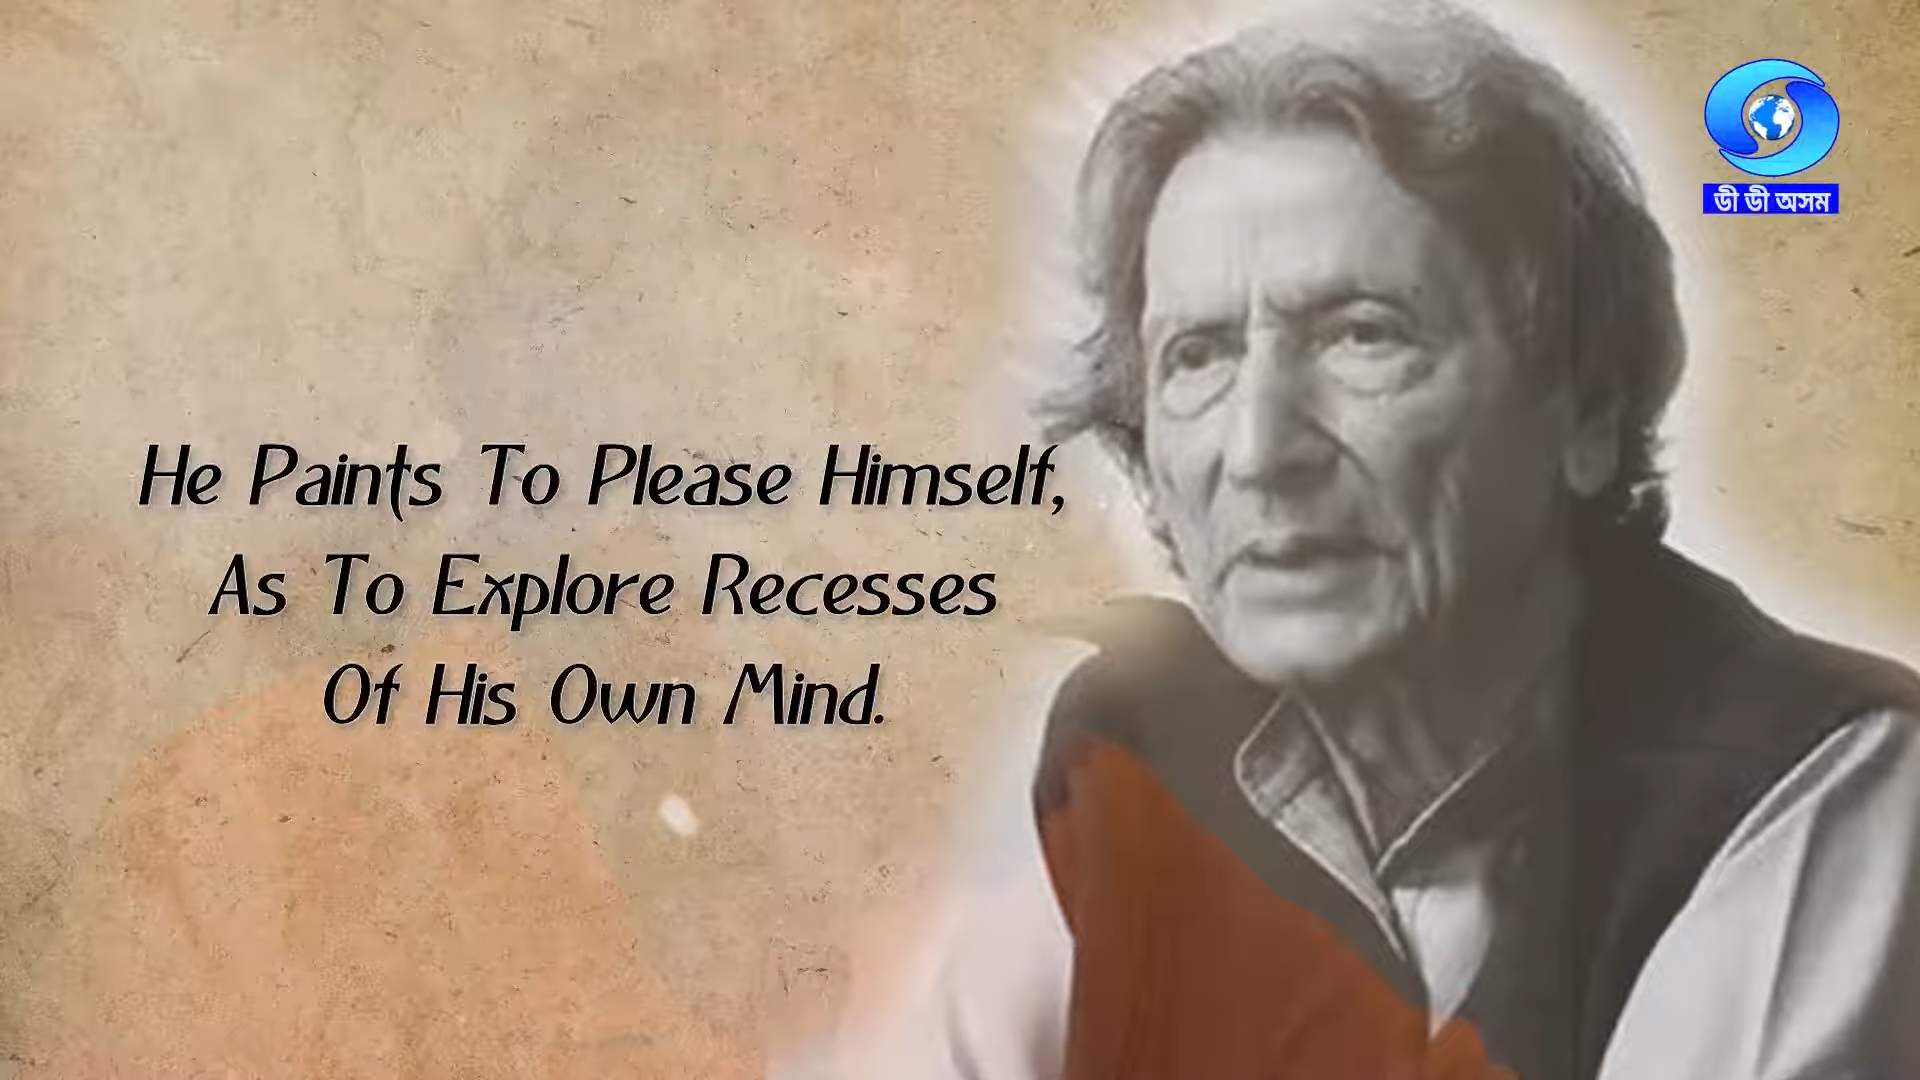 ডী ডী অসম
He Paints To Please Himself,
As To Explore Recesses
Of His Own Mind.